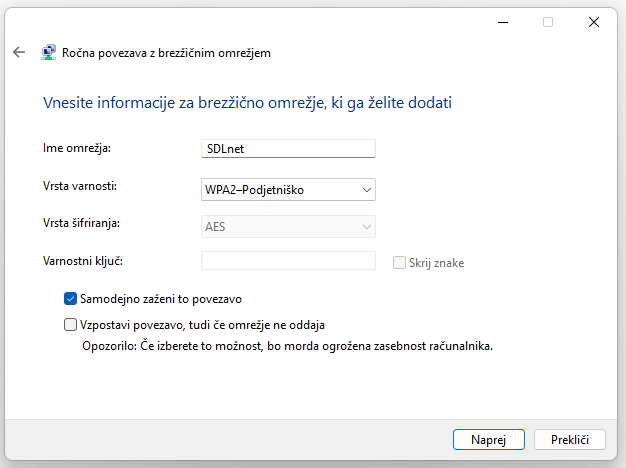 Ročna povezava z brezžičnim omrežjem
Vnesite informacije za brezžično omrežje, ki ga želite dodati
Ime omrežja: SDLnet
Vrsta varnosti: WPA2–Podjetniško
Vrsta šifriranja: AES
Varnostni ključ: Skrij znake
Samodejno zaženi to povezavo
Vzpostavi povezavo, tudi če omrežje ne oddaja
Opozorilo: Če izberete to možnost, bo morda ogrožena zasebnost računalnika.
Naprej Prekliči